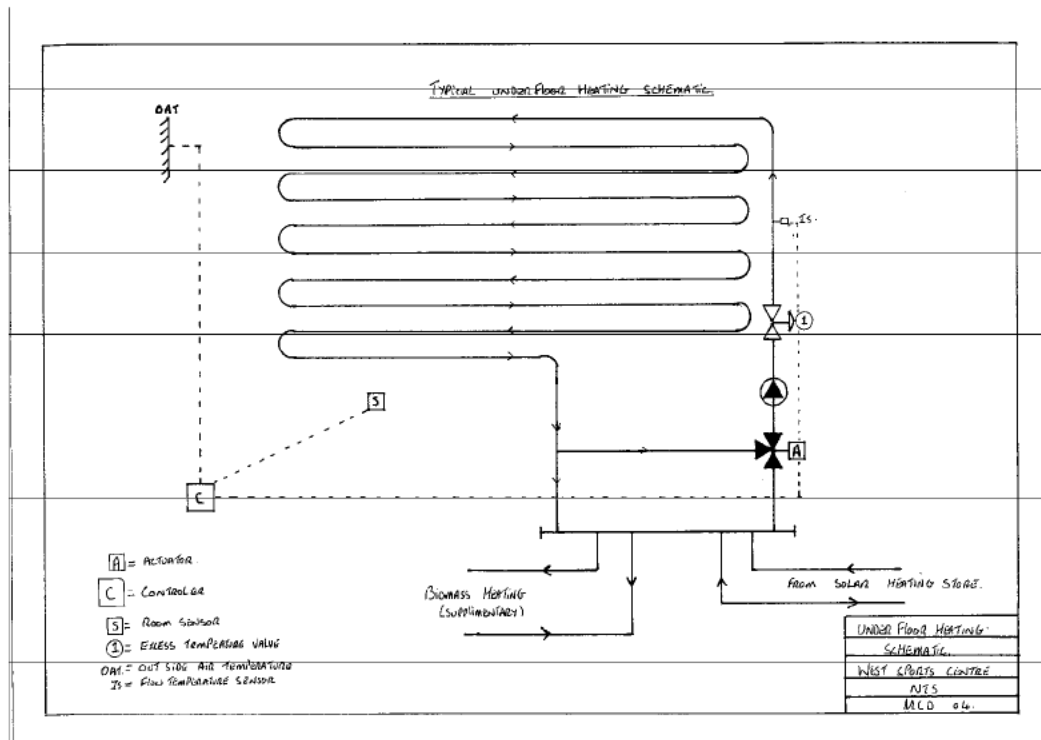 TYPICAL UNDERFLOOR HEATING SCHEMATIC
OAT
Is.
1
S
A
C
A = ACTUATOR.
C = CONTROLER
S = ROOM SENSOR
1 = EXCESS TEMPERATURE VALVE
OAT. = OUT SIDE AIR TEMPERATURE
Is = FLOW TEMPERATURE SENSOR
BIOMASS HEATING
(SUPPLIMENTARY)
FROM SOLAR HEATING STORE.
UNDER FLOOR HEATING
SCHEMATIC.
WEST SPORTS CENTRE
NTS
MCD 04.